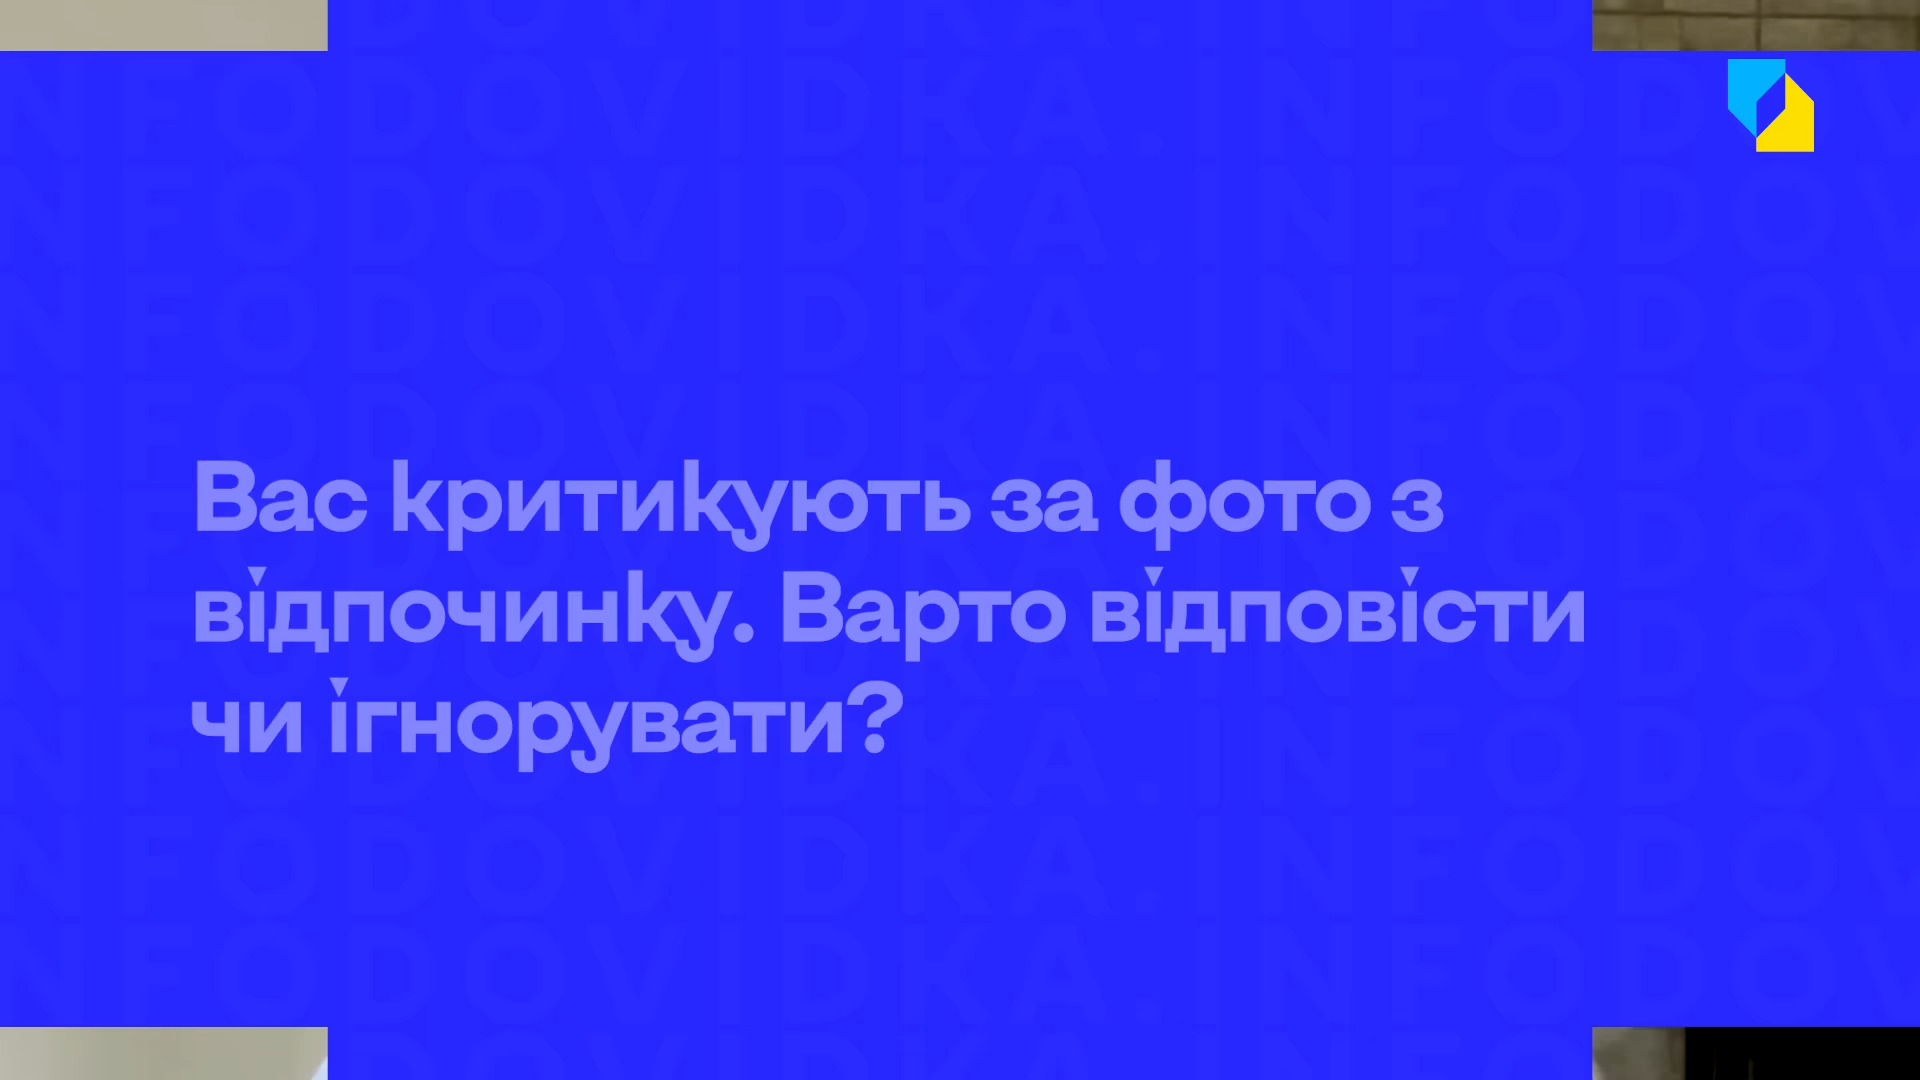 Вас критикують за фото з
відпочинку. Варто відповісти
чи ігнорувати?